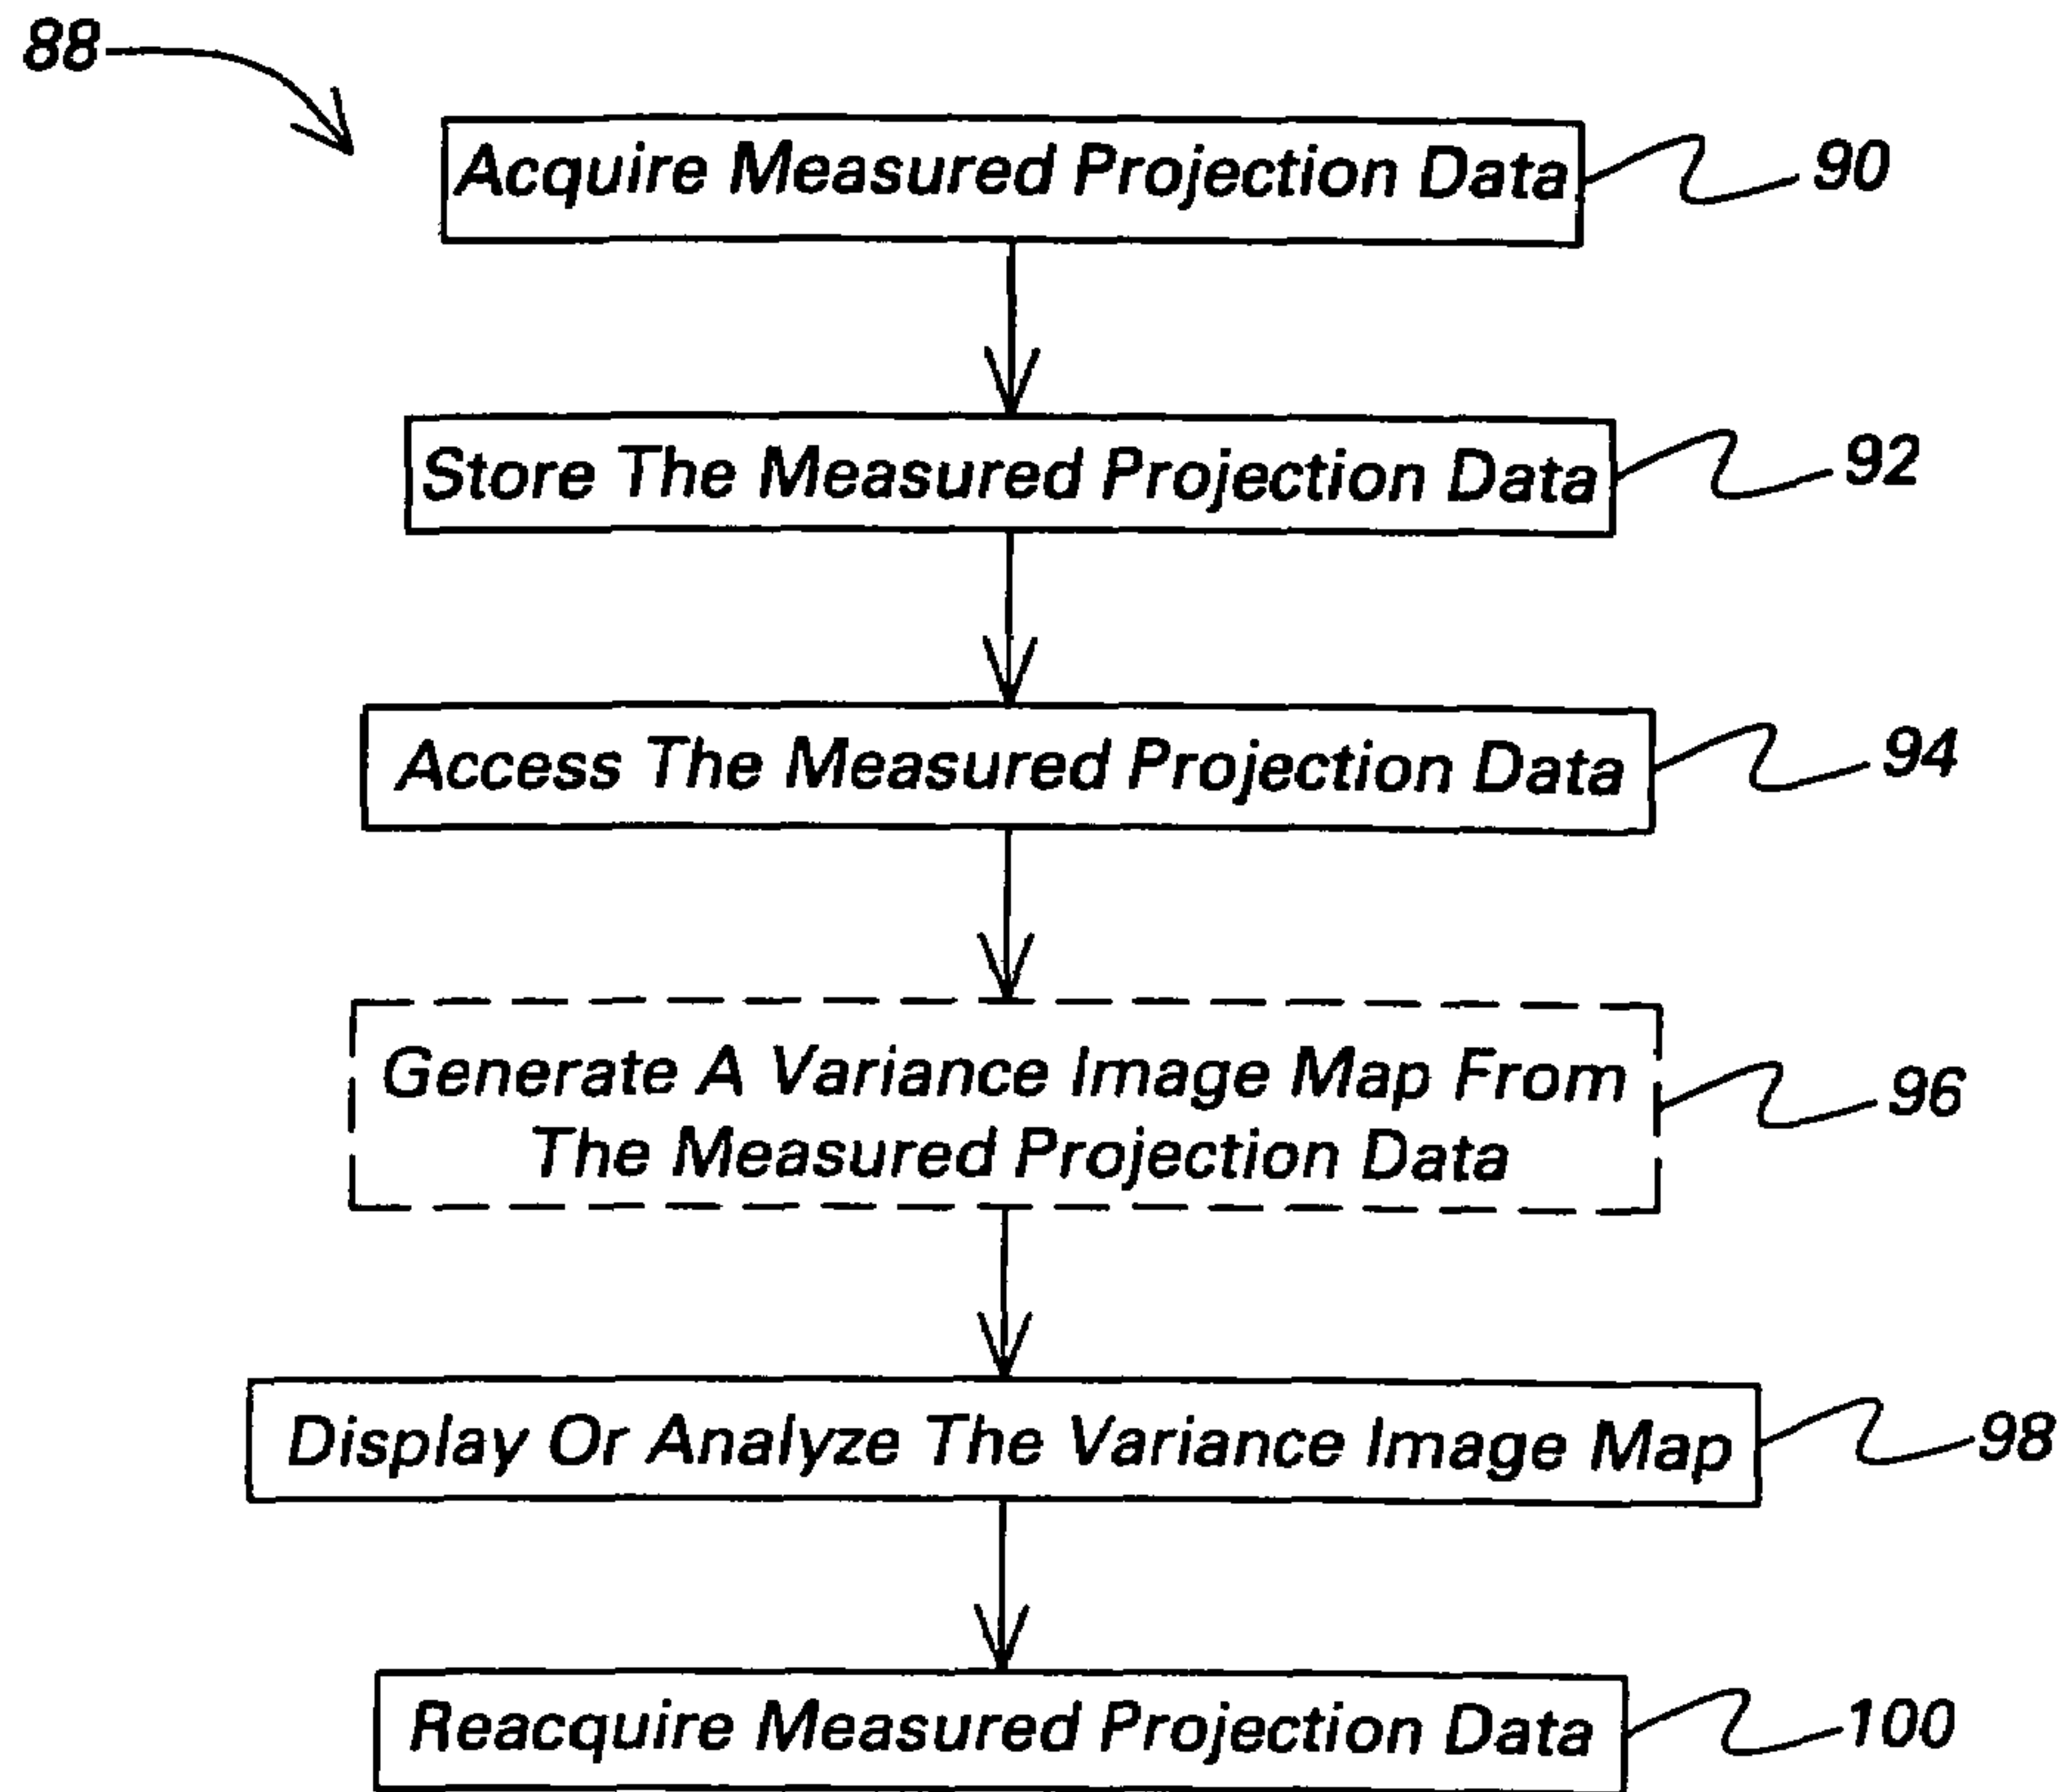 88
Acquire Measured Projection Data
90
Store The Measured Projection Data
92
Access The Measured Projection Data
94
Generate A Variance Image Map From
The Measured Projection Data
96
Display Or Analyze The Variance Image Map
98
Reacquire Measured Projection Data
100